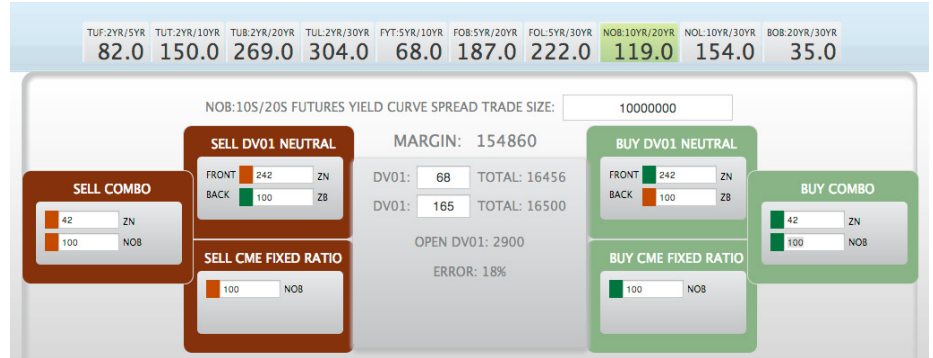 TUF:2YR/5YR TUT:2YR/10YR TUB:2YR/20YR TUL:2YR/30YR FYT:5YR/10YR FOB:5YR/20YR FOL:5YR/30YR NOB:10YR/20YR NOL:10YR/30YR BOB:20YR/30YR
82.0 150.0 269.0 304.0 68.0 187.0 222.0 119.0 154.0 35.0
NOB:10S/20S FUTURES YIELD CURVE SPREAD TRADE SIZE: 10000000
SELL DV01 NEUTRAL
FRONT 242 ZN
BACK 100 ZB
SELL COMBO
42 ZN
100 NOB
SELL CME FIXED RATIO
100 NOB
MARGIN: 154860
DV01: 68 TOTAL: 16456
DV01: 165 TOTAL: 16500
OPEN DV01: 2900
ERROR: 18%
BUY DV01 NEUTRAL
FRONT 242 ZN
BACK 100 ZB
BUY COMBO
42 ZN
100 NOB
BUY CME FIXED RATIO
100 NOB